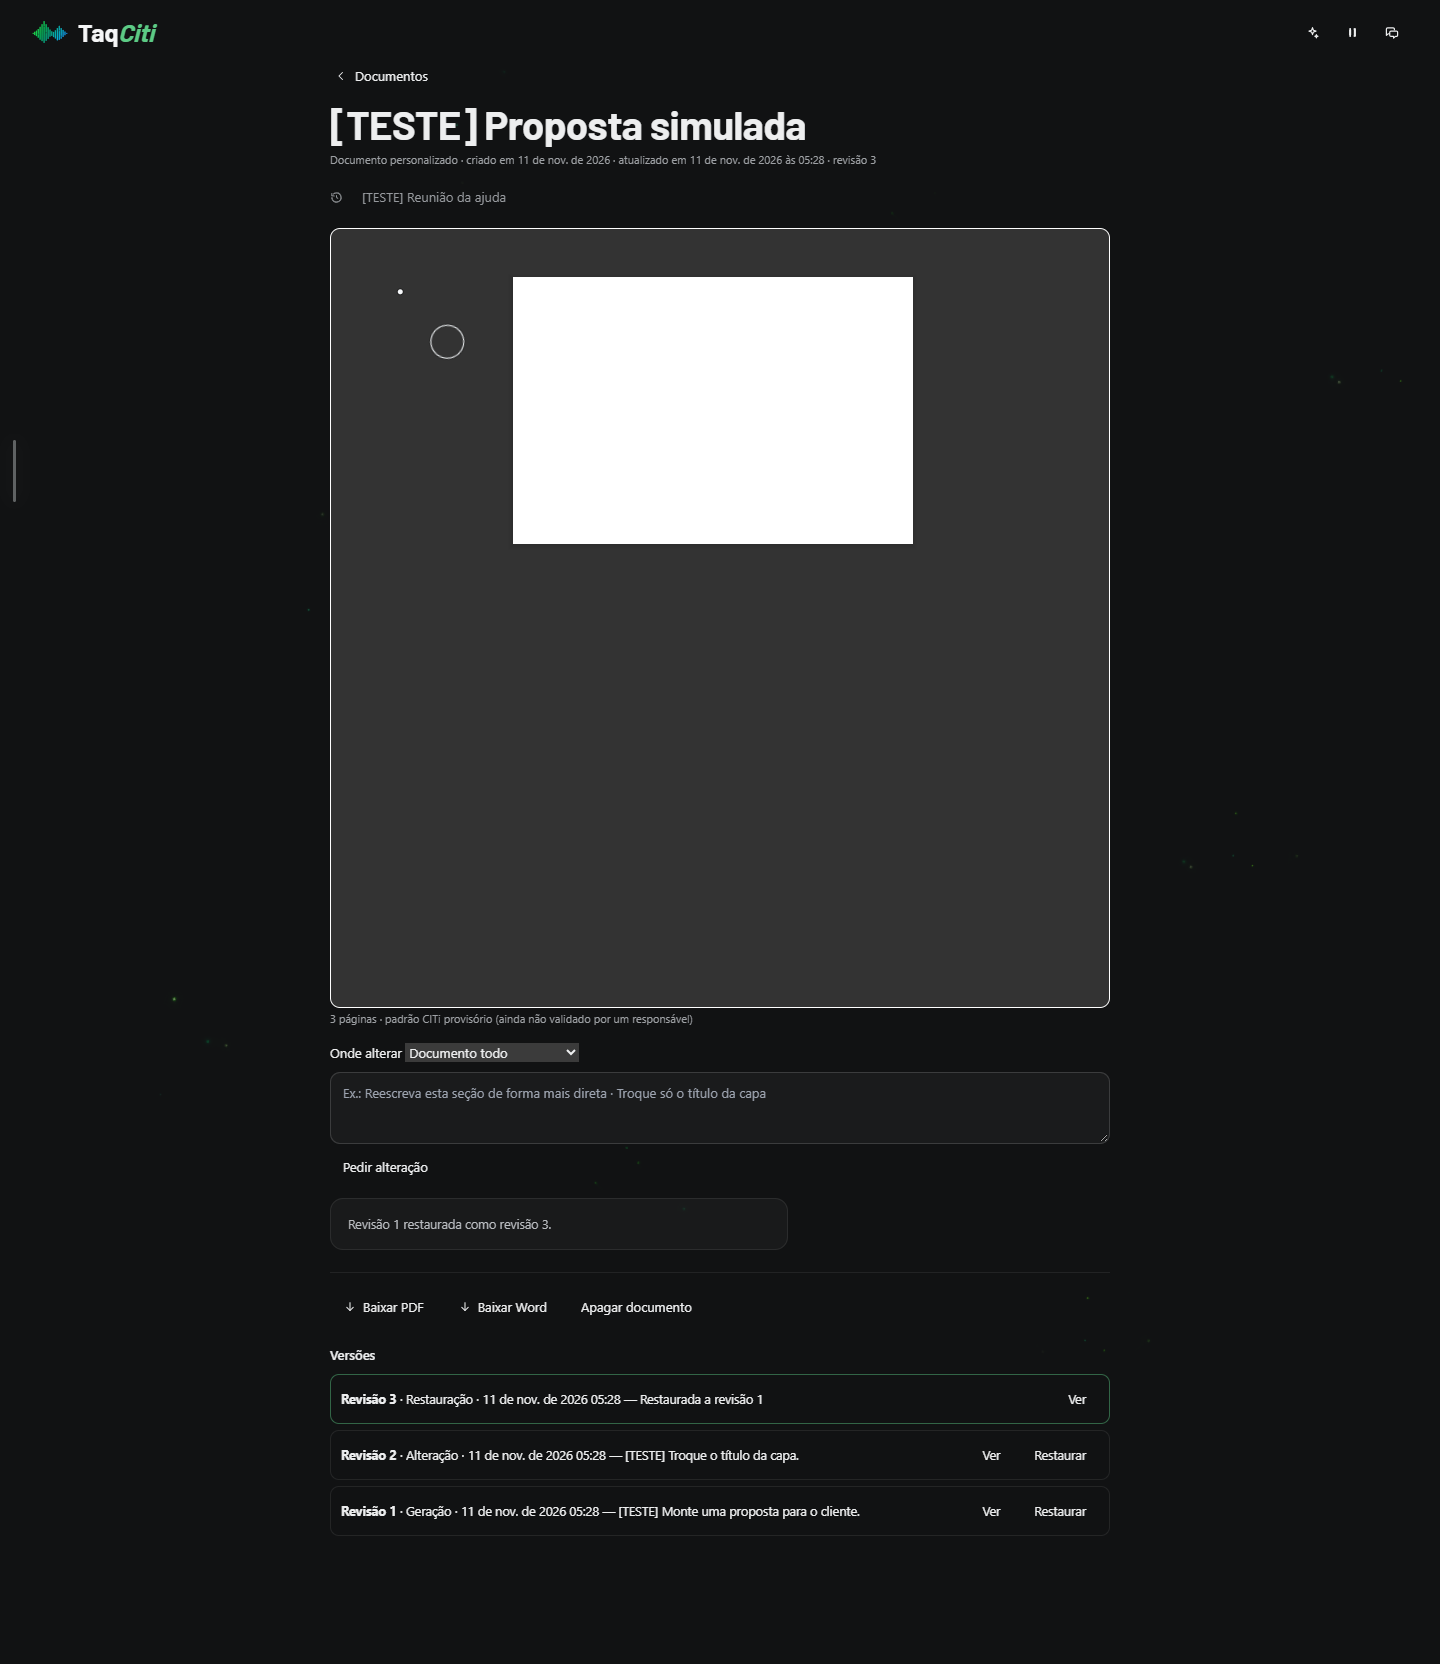 TaqCiti
Documentos
[TESTE] Proposta simulada
Documento personalizado · criado em 11 de nov. de 2026 · atualizado em 11 de nov. de 2026 às 05:28 · revisão 3
[TESTE] Reunião da ajuda
3 páginas · padrão CITi provisório (ainda não validado por um responsável)
Onde alterar Documento todo
Ex.: Reescreva esta seção de forma mais direta · Troque só o título da capa
Pedir alteração
Revisão 1 restaurada como revisão 3.
Baixar PDF Baixar Word Apagar documento
Versões
Revisão 3 · Restauração · 11 de nov. de 2026 05:28 — Restaurada a revisão 1 Ver
Revisão 2 · Alteração · 11 de nov. de 2026 05:28 — [TESTE] Troque o título da capa. Ver Restaurar
Revisão 1 · Geração · 11 de nov. de 2026 05:28 — [TESTE] Monte uma proposta para o cliente. Ver Restaurar